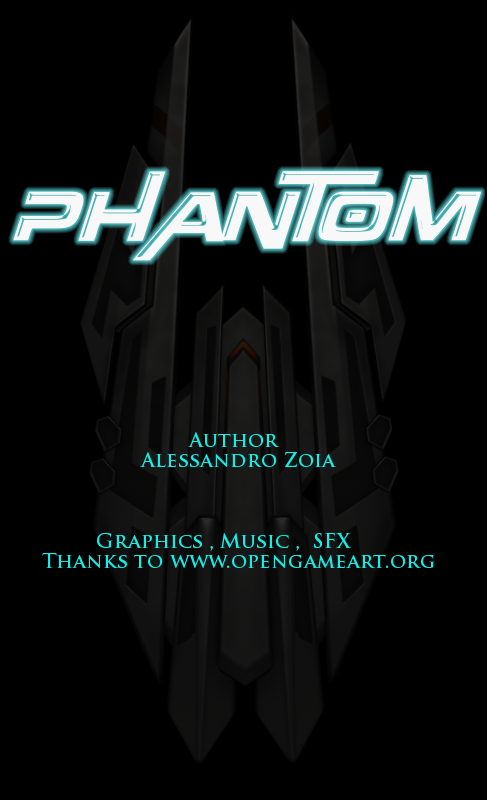 PHANTOM
Author
Alessandro Zoia
Graphics , Music , SFX
Thanks to www.opengameart.org